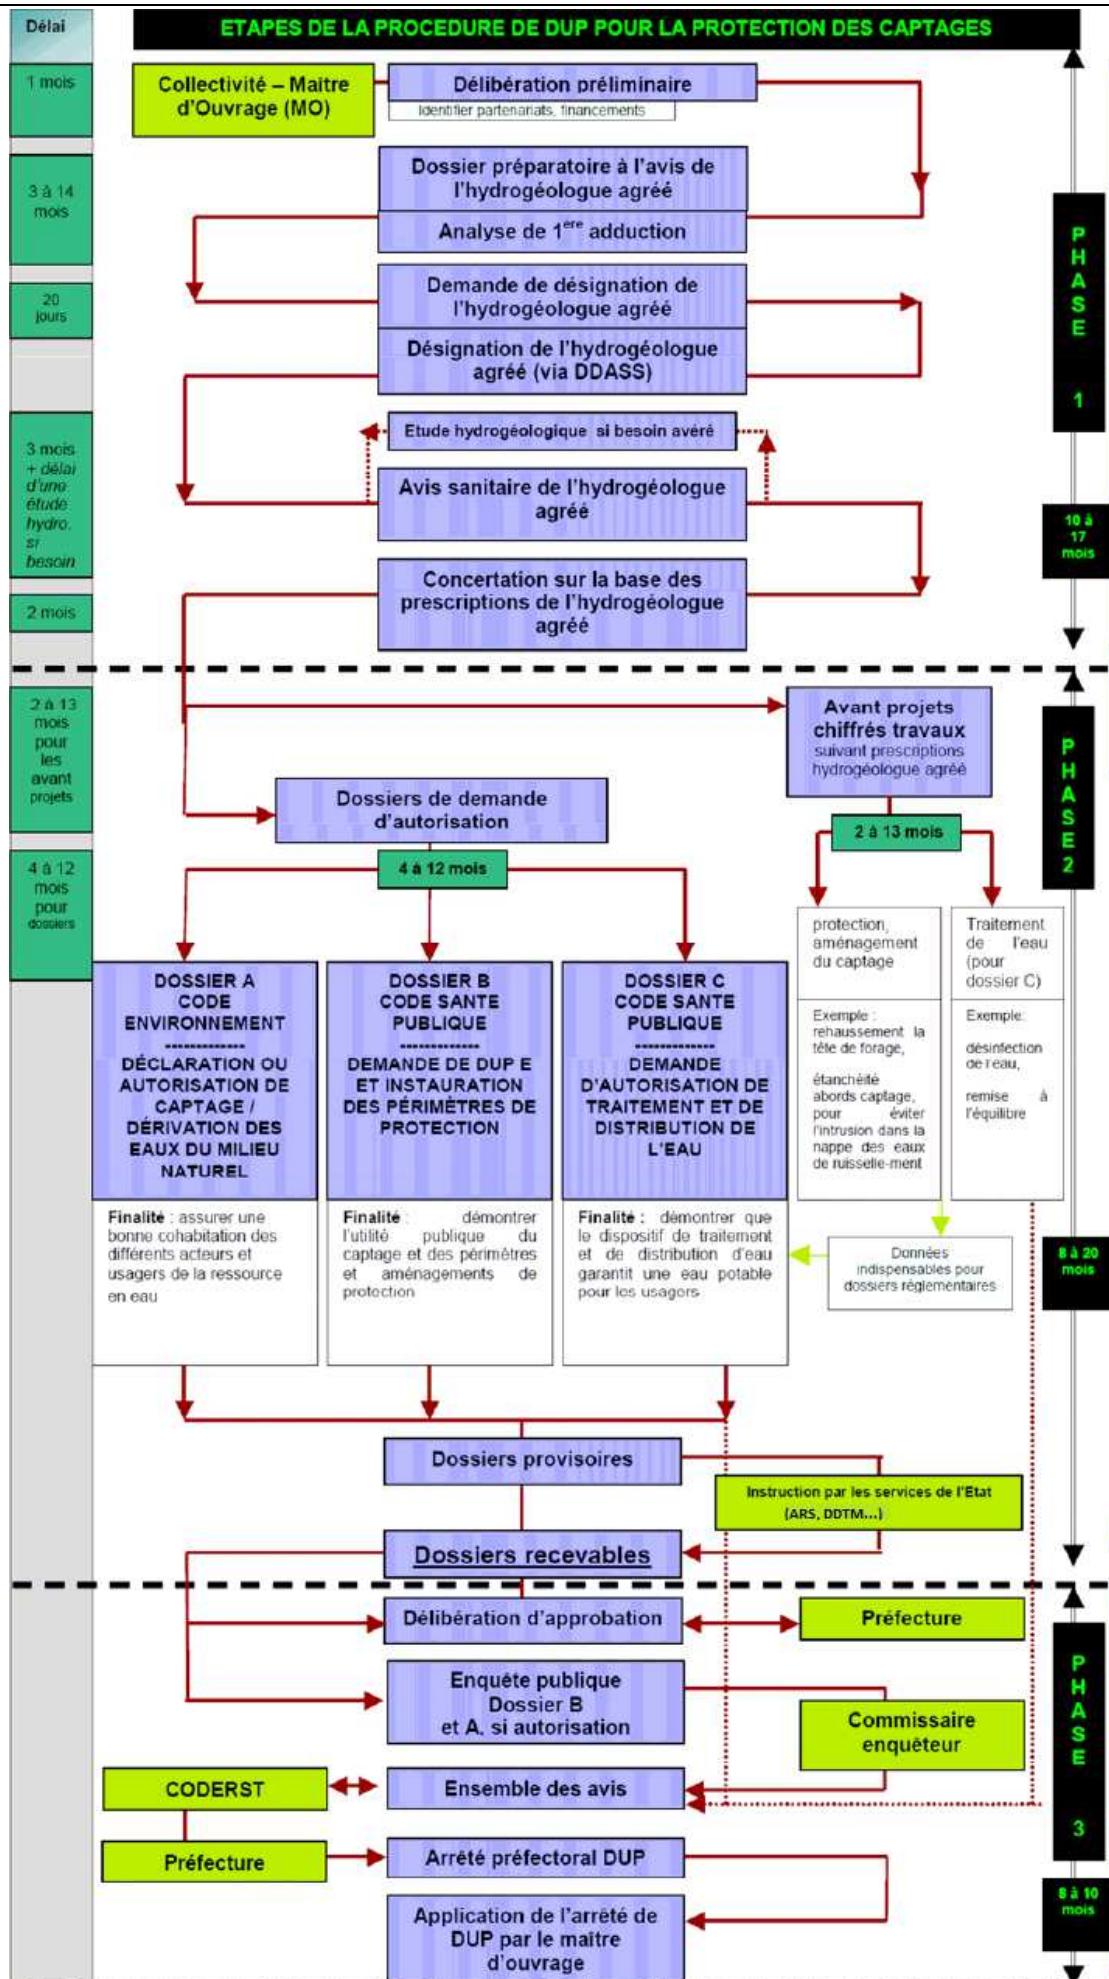 Délai
ETAPES DE LA PROCEDURE DE DUP POUR LA PROTECTION DES CAPTAGES
1 mois
Collectivité – Maître
d'Ouvrage (MO)
Délibération préliminaire
Identifier partenariats, financements
3 à 14
mois
Dossier préparatoire à l'avis de
l'hydrogéologue agréé
Analyse de 1ere adduction
20
jours
Demande de désignation de
l'hydrogéologue agréé
Désignation de l'hydrogéologue
agréé (via DDASS)
PHASE
1
3 mois
+ délai
d'une
étude
hydro.
si
besoin
Etude hydrogéologique si besoin avéré
Avis sanitaire de l'hydrogéologue
agréé
10 à
17
mois
2 mois
Concertation sur la base des
prescriptions de l'hydrogéologue
agréé
2 à 13
mois
pour
les
avant
projets
Avant projets
chiffrés travaux
suivant prescriptions
hydrogéologue agréé
PHASE
2
Dossiers de demande
d'autorisation
2 à 13 mois
4 à 12
mois
pour
dossiers
4 à 12 mois
DOSSIER A
CODE
ENVIRONNEMENT
-------------
DÉCLARATION OU
AUTORISATION DE
CAPTAGE /
DÉRIVATION DES
EAUX DU MILIEU
NATUREL
Finalité : assurer une
bonne cohabitation des
différents acteurs et
usagers de la ressource
en eau
DOSSIER B
CODE SANTE
PUBLIQUE
-------------
DEMANDE DE DUP E
ET INSTAURATION
DES PÉRIMÈTRES DE
PROTECTION
Finalité : démontrer
l'utilité publique du
captage et des périmètres
et aménagements de
protection
DOSSIER C
CODE SANTE
PUBLIQUE
-------------
DEMANDE
D'AUTORISATION DE
TRAITEMENT ET DE
DISTRIBUTION DE
L'EAU
Finalité : démontrer que
le dispositif de traitement
et de distribution d'eau
garantit une eau potable
pour les usagers
protection,
aménagement
du captage
Exemple :
rehaussement la
tête de forage,
étanchéité
abords captage,
pour éviter
l'intrusion dans la
nappe des eaux
de ruisselle-ment
Traitement
de l'eau
(pour
dossier C)
Exemple:
désinfection
de l'eau,
remise à
l'équilibre
Données
indispensables pour
dossiers réglementaires
8 à 20
mois
Dossiers provisoires
Instruction par les services de l'Etat
(ARS, DDTM...)
Dossiers recevables
Délibération d'approbation
Préfecture
Enquête publique
Dossier B
et A, si autorisation
Commissaire
enquêteur
PHASE
3
CODERST
Ensemble des avis
Préfecture
Arrêté préfectoral DUP
8 à 10
mois
Application de l'arrêté de
DUP par le maître
d'ouvrage